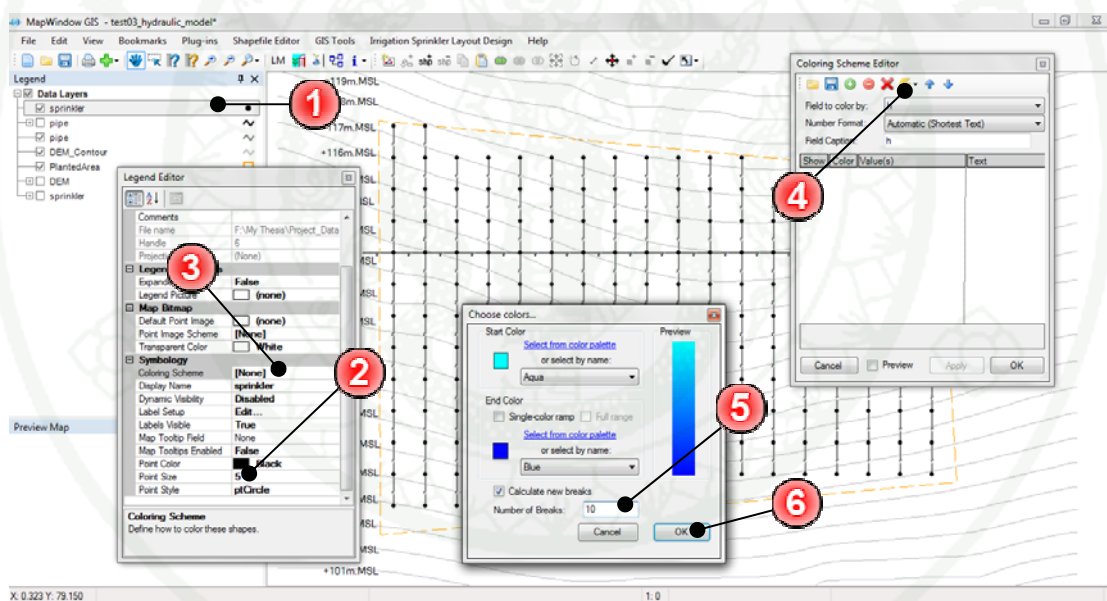 MapWindow GIS - test03_hydraulic_model*
File Edit View Bookmarks Plug-ins Shapefile Editor GIS Tools Irrigation Sprinkler Layout Design Help
LM
Legend
Data Layers
sprinkler
pipe
pipe
DEM_Contour
PlantedArea
DEM
sprinkler
Preview Map
+119m.MSL
8m.MSL
+117m.MSL
+116m.MSL
MSL
+101m.MSL
1
Legend Editor
Comments
File name F:\My Thesis\Project_Data
Handle 6
(None)
Legen
False
Legend Picture (none)
Map Bitmap
Default Point Image (none)
Point Image Scheme [None]
Transparent Color White
Symbology
Coloring Scheme [None]
Display Name sprinkler
Dynamic Visibility Disabled
Label Setup Edit...
Labels Visible True
Map Tooltip Field None
Map Tooltips Enabled False
Point Color Black
Point Size 5
Point Style ptCircle
Coloring Scheme
Define how to color these shapes.
3
2
Choose colors...
Start Color
Preview
Select from color palette
or select by name:
Aqua
End Color
Single-color ramp Full range
Select from color palette
or select by name:
Blue
Calculate new breaks
Number of Breaks: 10
Cancel OK
5
6
Coloring Scheme Editor
Field to color by: h
Number Format: Automatic (Shortest Text)
Field Caption: h
Show Color Value(s) Text
4
Cancel Preview Apply OK
X: 0.323 Y: 79.150 1: 0